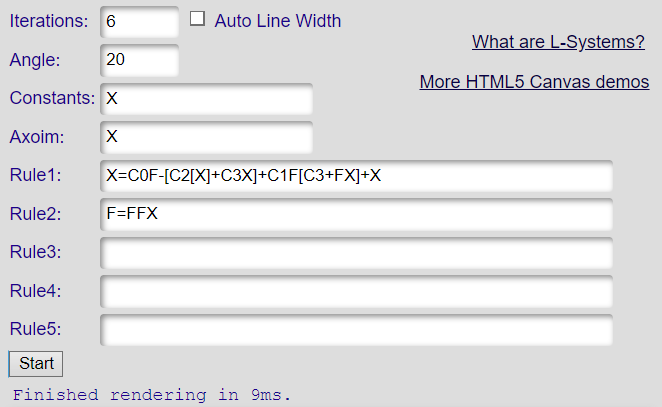 Iterations: 6 Auto Line Width
What are L-Systems?
Angle: 20
More HTML5 Canvas demos
Constants: X
Axoim: X
Rule1: X=C0F-[C2[X]+C3X]+C1F[C3+FX]+X
Rule2: F=FFX
Rule3:
Rule4:
Rule5:
Start
Finished rendering in 9ms.